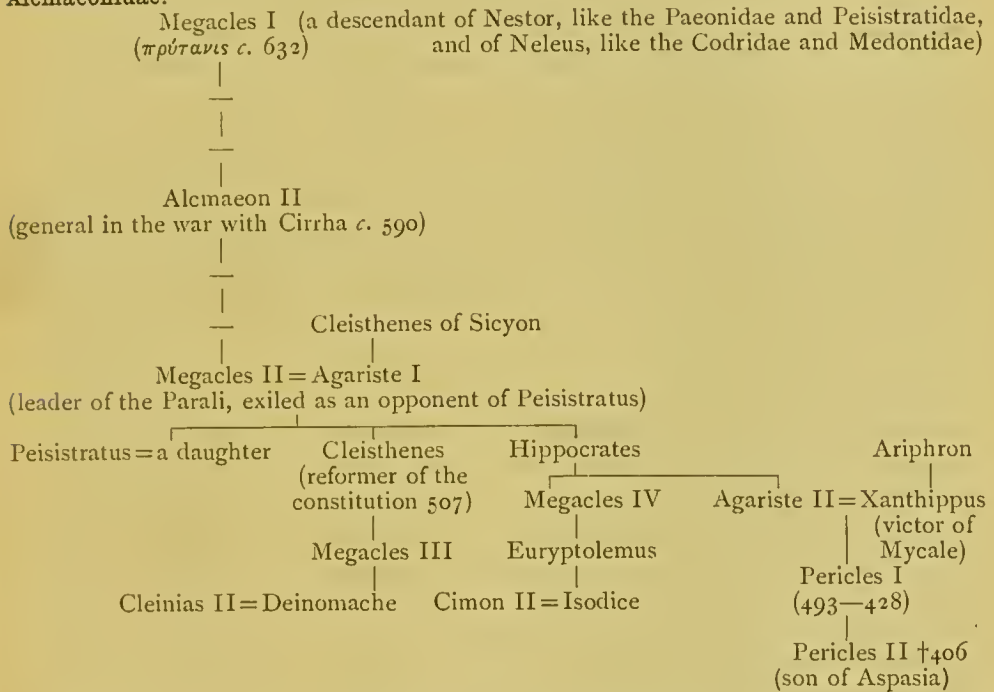 Alcmaeonidae.
Megacles I (a descendant of Nestor, like the Paeonidae and Peisistratidae,
(πρύτανις c. 632) and of Neleus, like the Codridae and Medontidae)
Alcmaeon II
(general in the war with Cirrha c. 590)
Cleisthenes of Sicyon
Megacles II = Agariste I
(leader of the Parali, exiled as an opponent of Peisistratus)
Peisistratus = a daughter Cleisthenes Hippocrates Ariphron
(reformer of the constitution 507) Megacles IV Agariste II = Xanthippus
(victor of
Megacles III Euryptolemus Mycale)
Pericles I
Cleinias II = Deinomache Cimon II = Isodice (493—428)
Pericles II †406
(son of Aspasia)